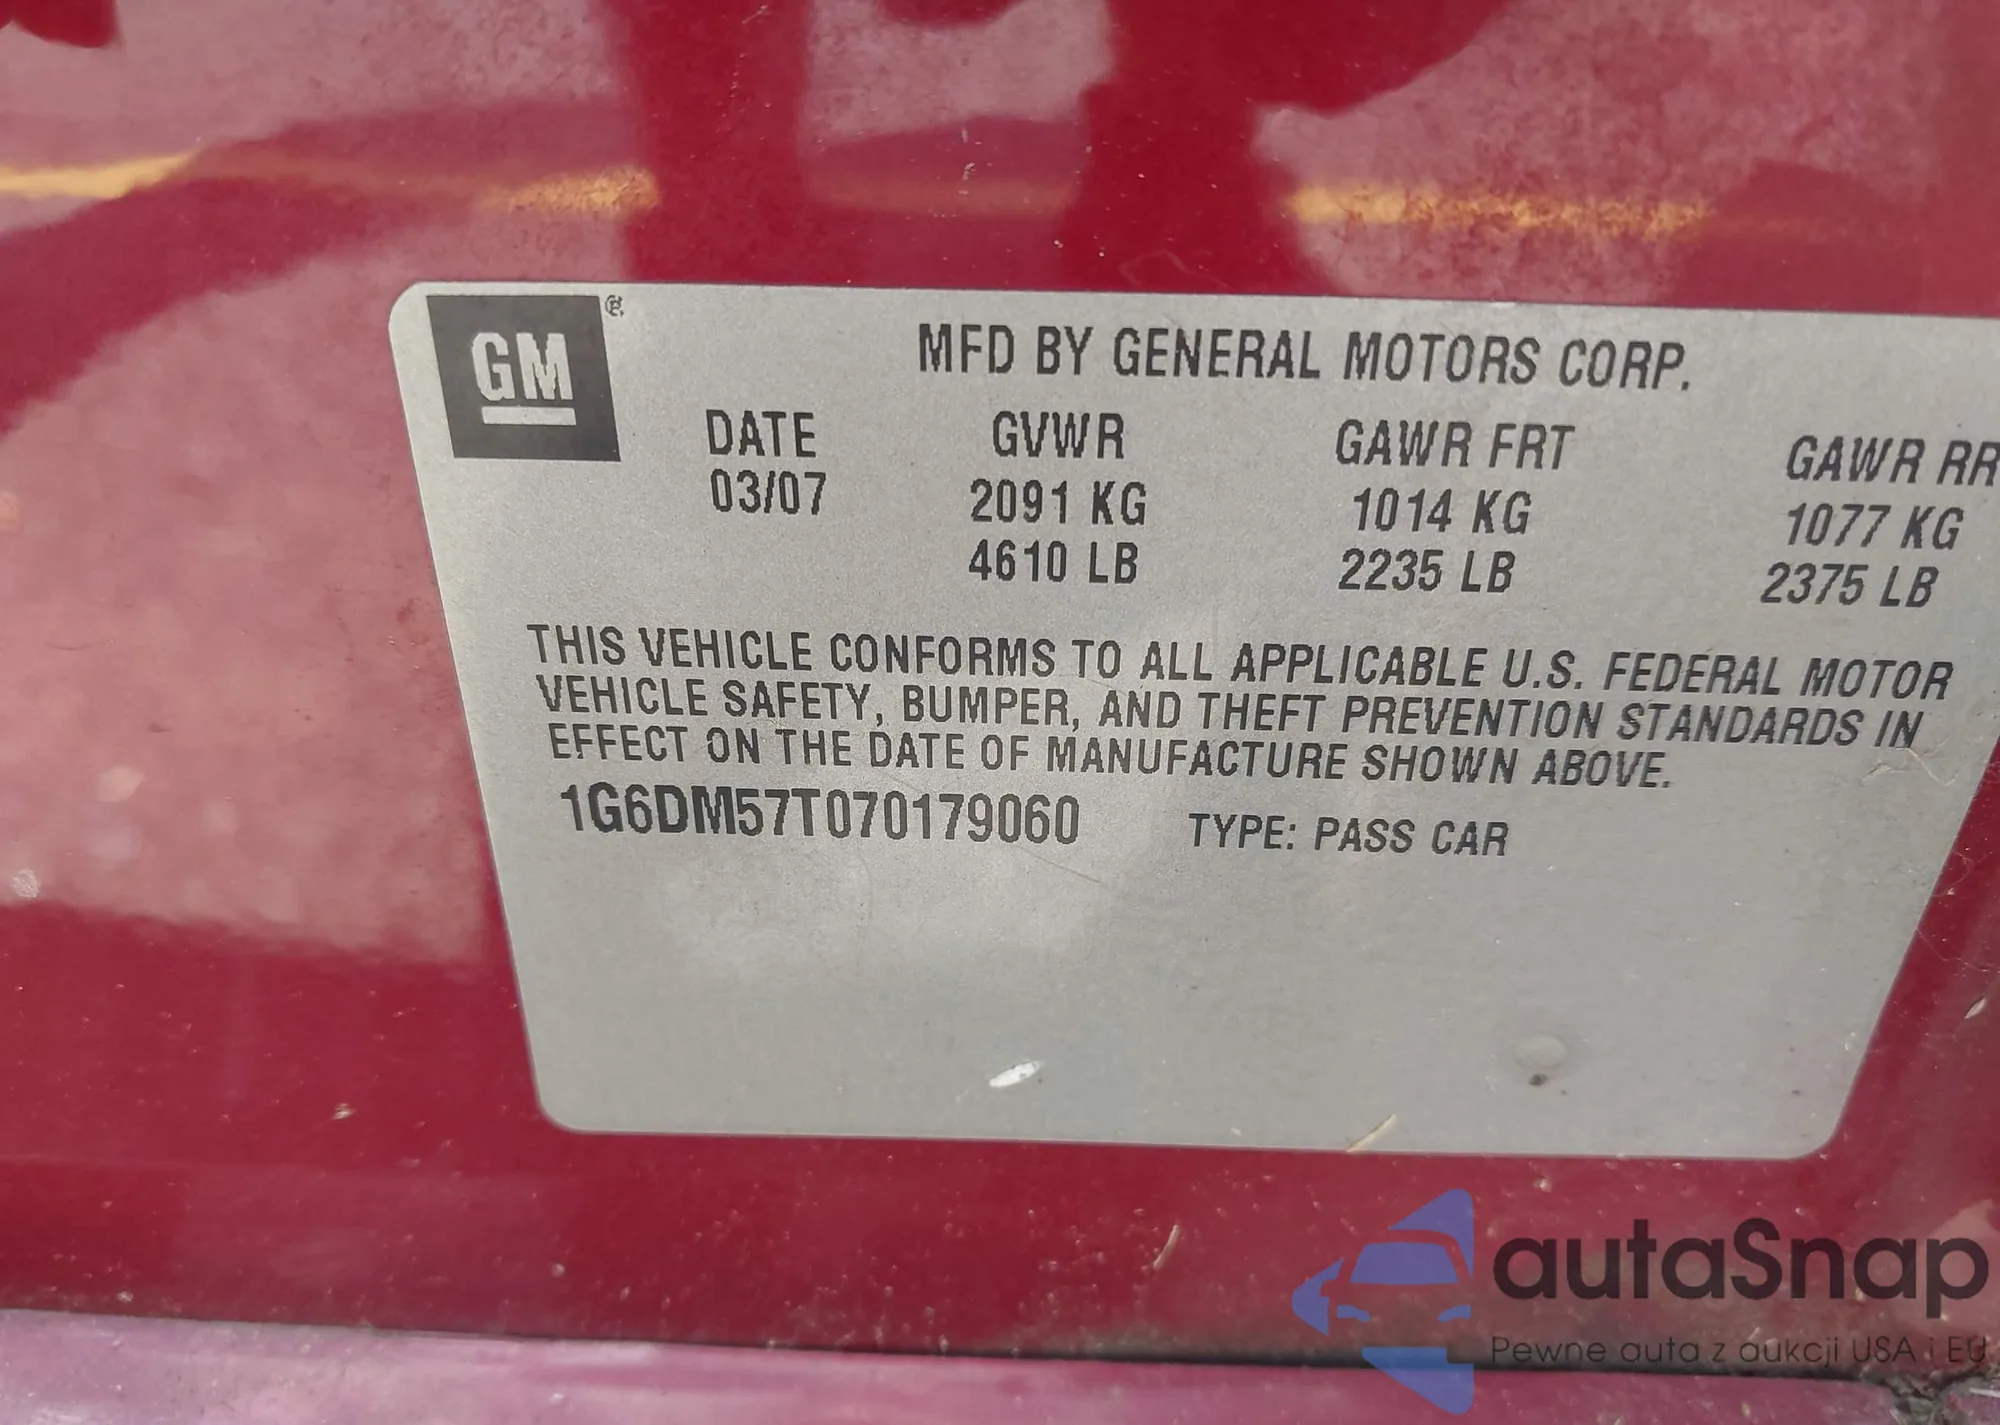 GM
MFD BY GENERAL MOTORS CORP.
DATE GVWR GAWR FRT GAWR RR
03/07 2091 KG 1014 KG 1077 KG
4610 LB 2235 LB 2375 LB
THIS VEHICLE CONFORMS TO ALL APPLICABLE U.S. FEDERAL MOTOR
VEHICLE SAFETY, BUMPER, AND THEFT PREVENTION STANDARDS IN
EFFECT ON THE DATE OF MANUFACTURE SHOWN ABOVE.
1G6DM57T070179060 TYPE: PASS CAR
autaSnap
Pewne auta z aukcji USA i EU